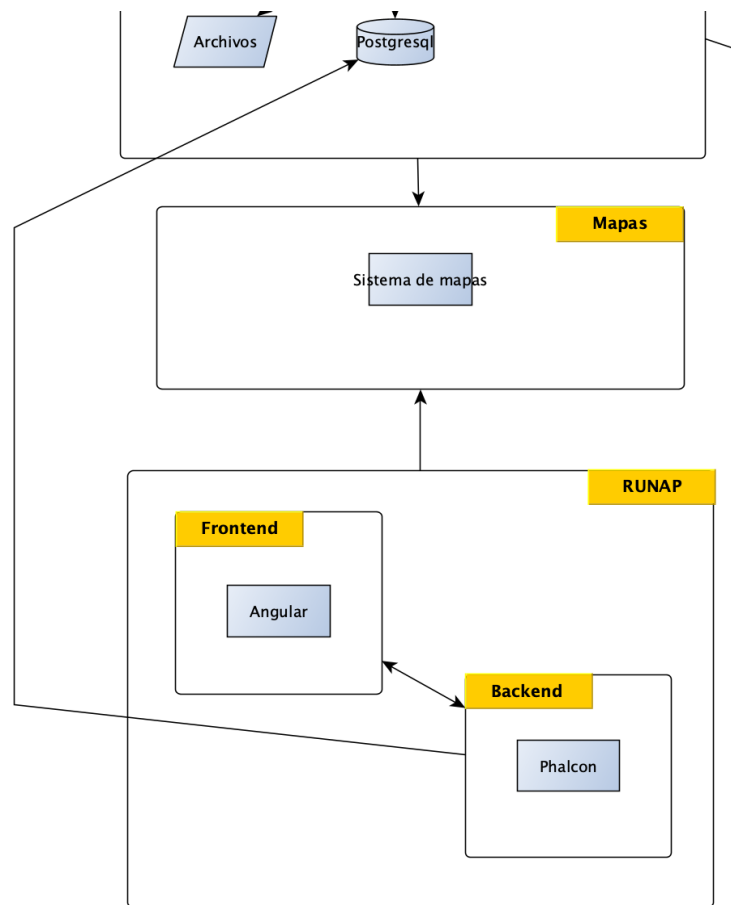 Archivos
Postgresql
Mapas
Sistema de mapas
RUNAP
Frontend
Angular
Backend
Phalcon